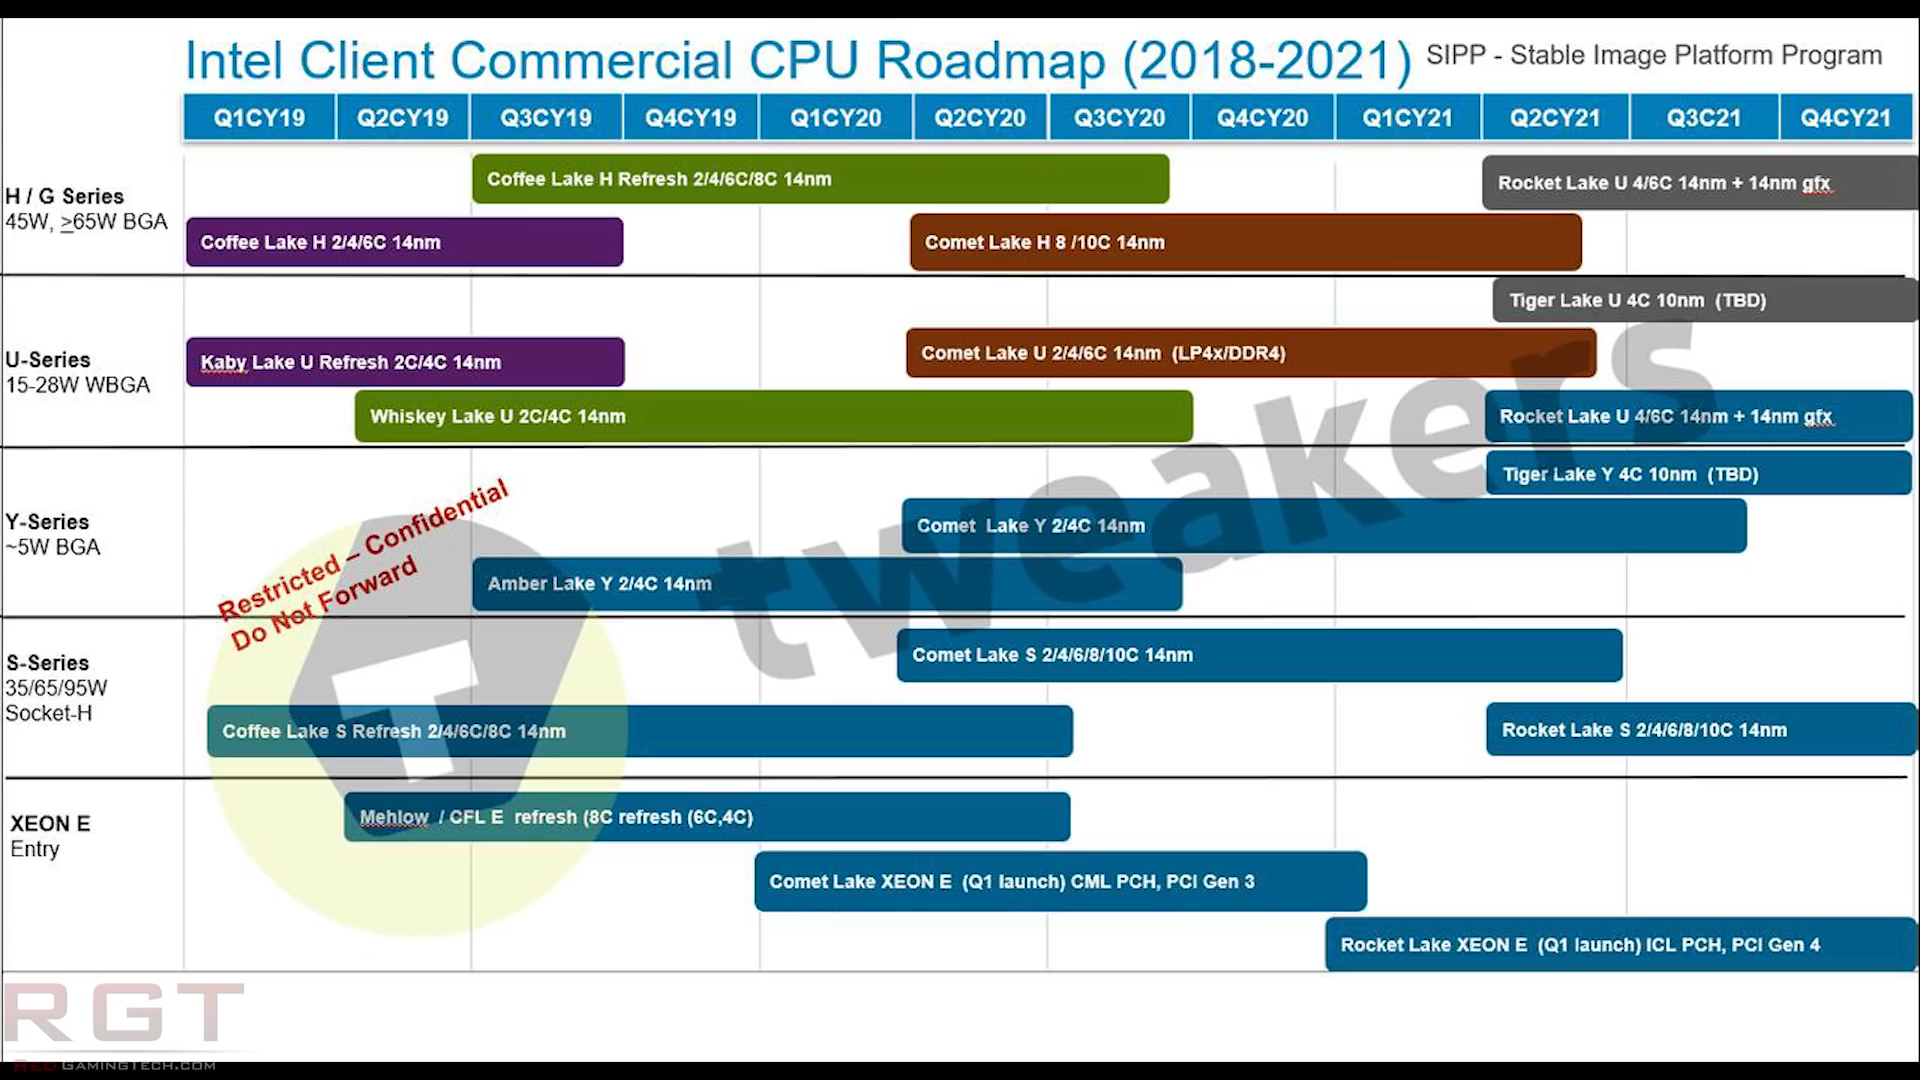 Intel Client Commercial CPU Roadmap (2018-2021) SIPP - Stable Image Platform Program
Q1CY19 Q2CY19 Q3CY19 Q4CY19 Q1CY20 Q2CY20 Q3CY20 Q4CY20 Q1CY21 Q2CY21 Q3C21 Q4CY21
H / G Series
45W, ≥65W BGA
Coffee Lake H Refresh 2/4/6C/8C 14nm
Rocket Lake U 4/6C 14nm + 14nm gfx
Coffee Lake H 2/4/6C 14nm
Comet Lake H 8 /10C 14nm
U-Series
15-28W WBGA
Tiger Lake U 4C 10nm (TBD)
Comet Lake U 2/4/6C 14nm (LP4x/DDR4)
Kaby Lake U Refresh 2C/4C 14nm
Whiskey Lake U 2C/4C 14nm
Rocket Lake U 4/6C 14nm + 14nm gfx
Y-Series
~5W BGA
Tiger Lake Y 4C 10nm (TBD)
Comet Lake Y 2/4C 14nm
Amber Lake Y 2/4C 14nm
Restricted – Confidential
Do Not Forward
tweakers
S-Series
35/65/95W
Socket-H
Comet Lake S 2/4/6/8/10C 14nm
Coffee Lake S Refresh 2/4/6C/8C 14nm
Rocket Lake S 2/4/6/8/10C 14nm
XEON E
Entry
Mehlow / CFL E refresh (8C refresh (6C,4C)
Comet Lake XEON E (Q1 launch) CML PCH, PCI Gen 3
Rocket Lake XEON E (Q1 launch) ICL PCH, PCI Gen 4
RGT
REDGAMINGTECH.COM